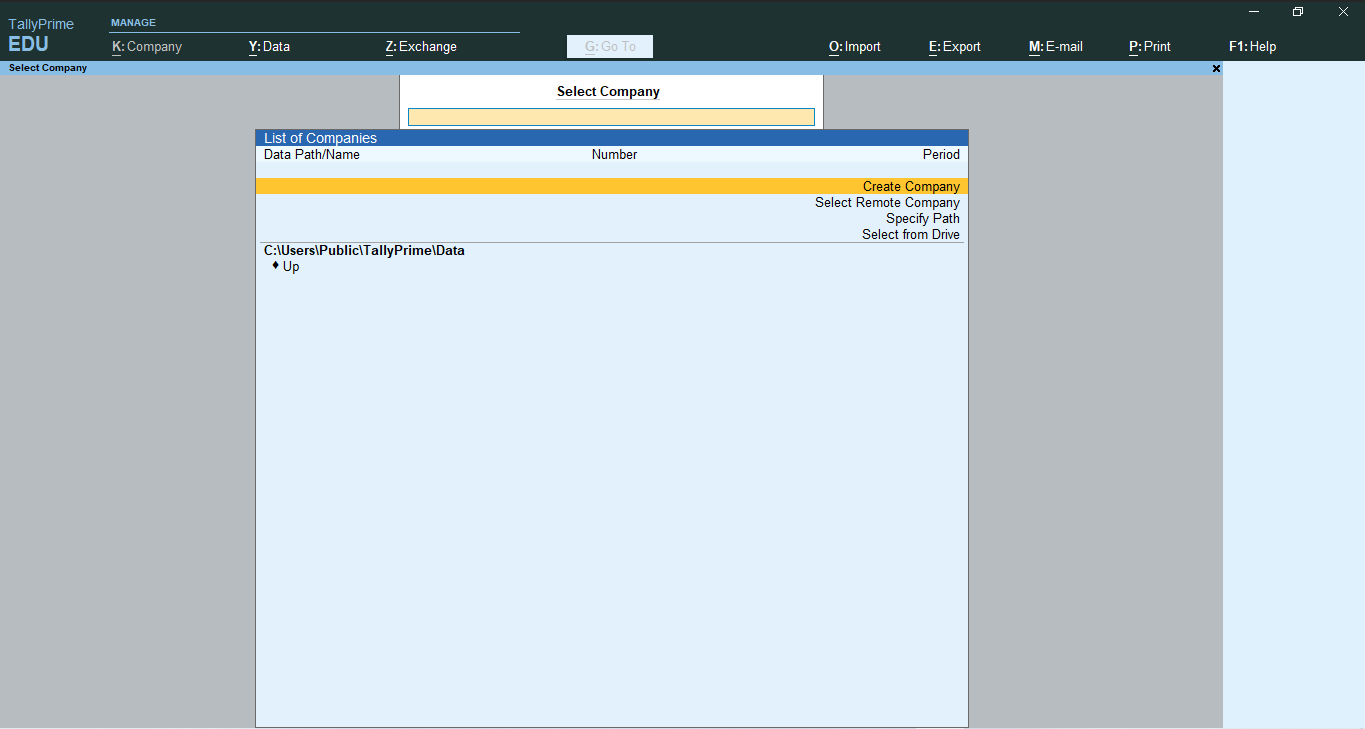 TallyPrime
EDU
MANAGE
K: Company Y: Data Z: Exchange G: Go To O: Import E: Export M: E-mail P: Print F1: Help
Select Company
Select Company
List of Companies
Data Path/Name Number Period
Create Company
Select Remote Company
Specify Path
Select from Drive
C:\Users\Public\TallyPrime\Data
♦ Up